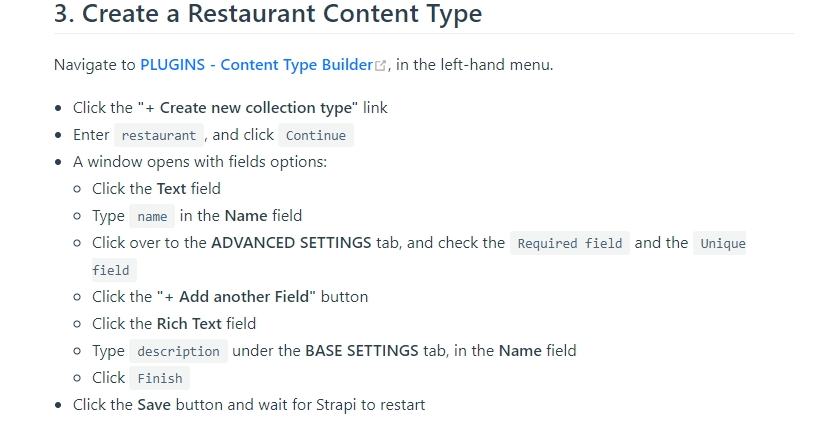 3. Create a Restaurant Content Type
Navigate to PLUGINS - Content Type Builder, in the left-hand menu.
• Click the "+ Create new collection type" link
• Enter restaurant , and click Continue
• A window opens with fields options:
◦ Click the Text field
◦ Type name in the Name field
◦ Click over to the ADVANCED SETTINGS tab, and check the Required field and the Unique
field
◦ Click the "+ Add another Field" button
◦ Click the Rich Text field
◦ Type description under the BASE SETTINGS tab, in the Name field
◦ Click Finish
• Click the Save button and wait for Strapi to restart